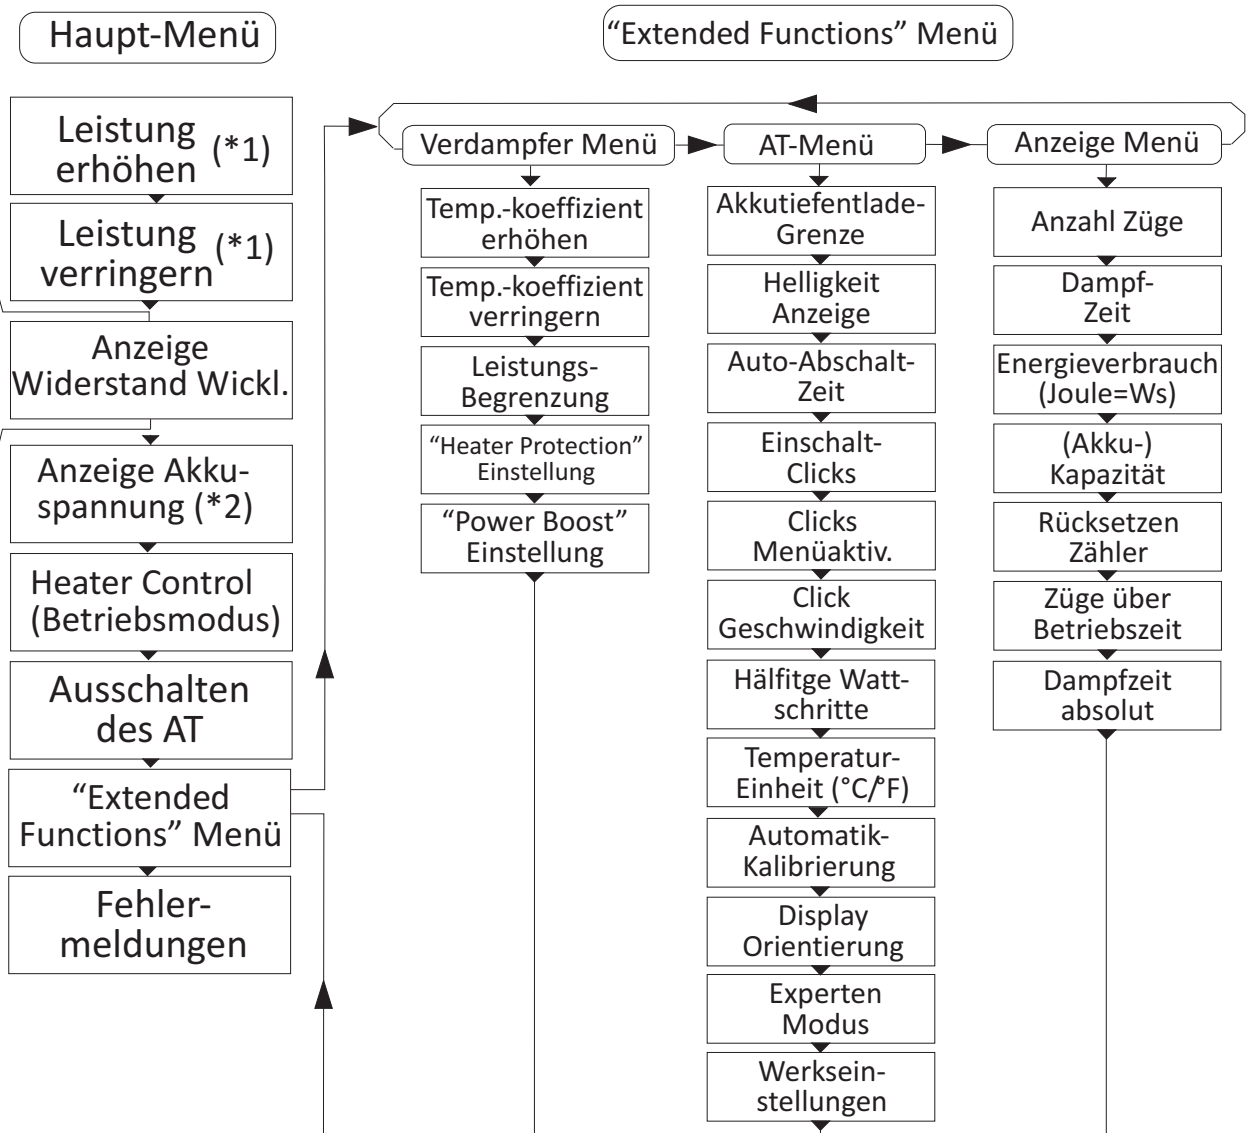 Haupt-Menü
Leistung
erhöhen (*1)
Leistung
verringern (*1)
Anzeige
Widerstand Wickl.
Anzeige Akku-
spannung (*2)
Heater Control
(Betriebsmodus)
Ausschalten
des AT
“Extended
Functions” Menü
Fehler-
meldungen
“Extended Functions” Menü
Verdampfer Menü
Temp.-koeffizient
erhöhen
Temp.-koeffizient
verringern
Leistungs-
Begrenzung
“Heater Protection”
Einstellung
“Power Boost”
Einstellung
AT-Menü
Akkutiefentlade-
Grenze
Helligkeit
Anzeige
Auto-Abschalt-
Zeit
Einschalt-
Clicks
Clicks
Menüaktiv.
Click
Geschwindigkeit
Hälfitge Watt-
schritte
Temperatur-
Einheit (°C/°F)
Automatik-
Kalibrierung
Display
Orientierung
Experten
Modus
Werksein-
stellungen
Anzeige Menü
Anzahl Züge
Dampf-
Zeit
Energieverbrauch
(Joule=Ws)
(Akku-)
Kapazität
Rücksetzen
Zähler
Züge über
Betriebszeit
Dampfzeit
absolut